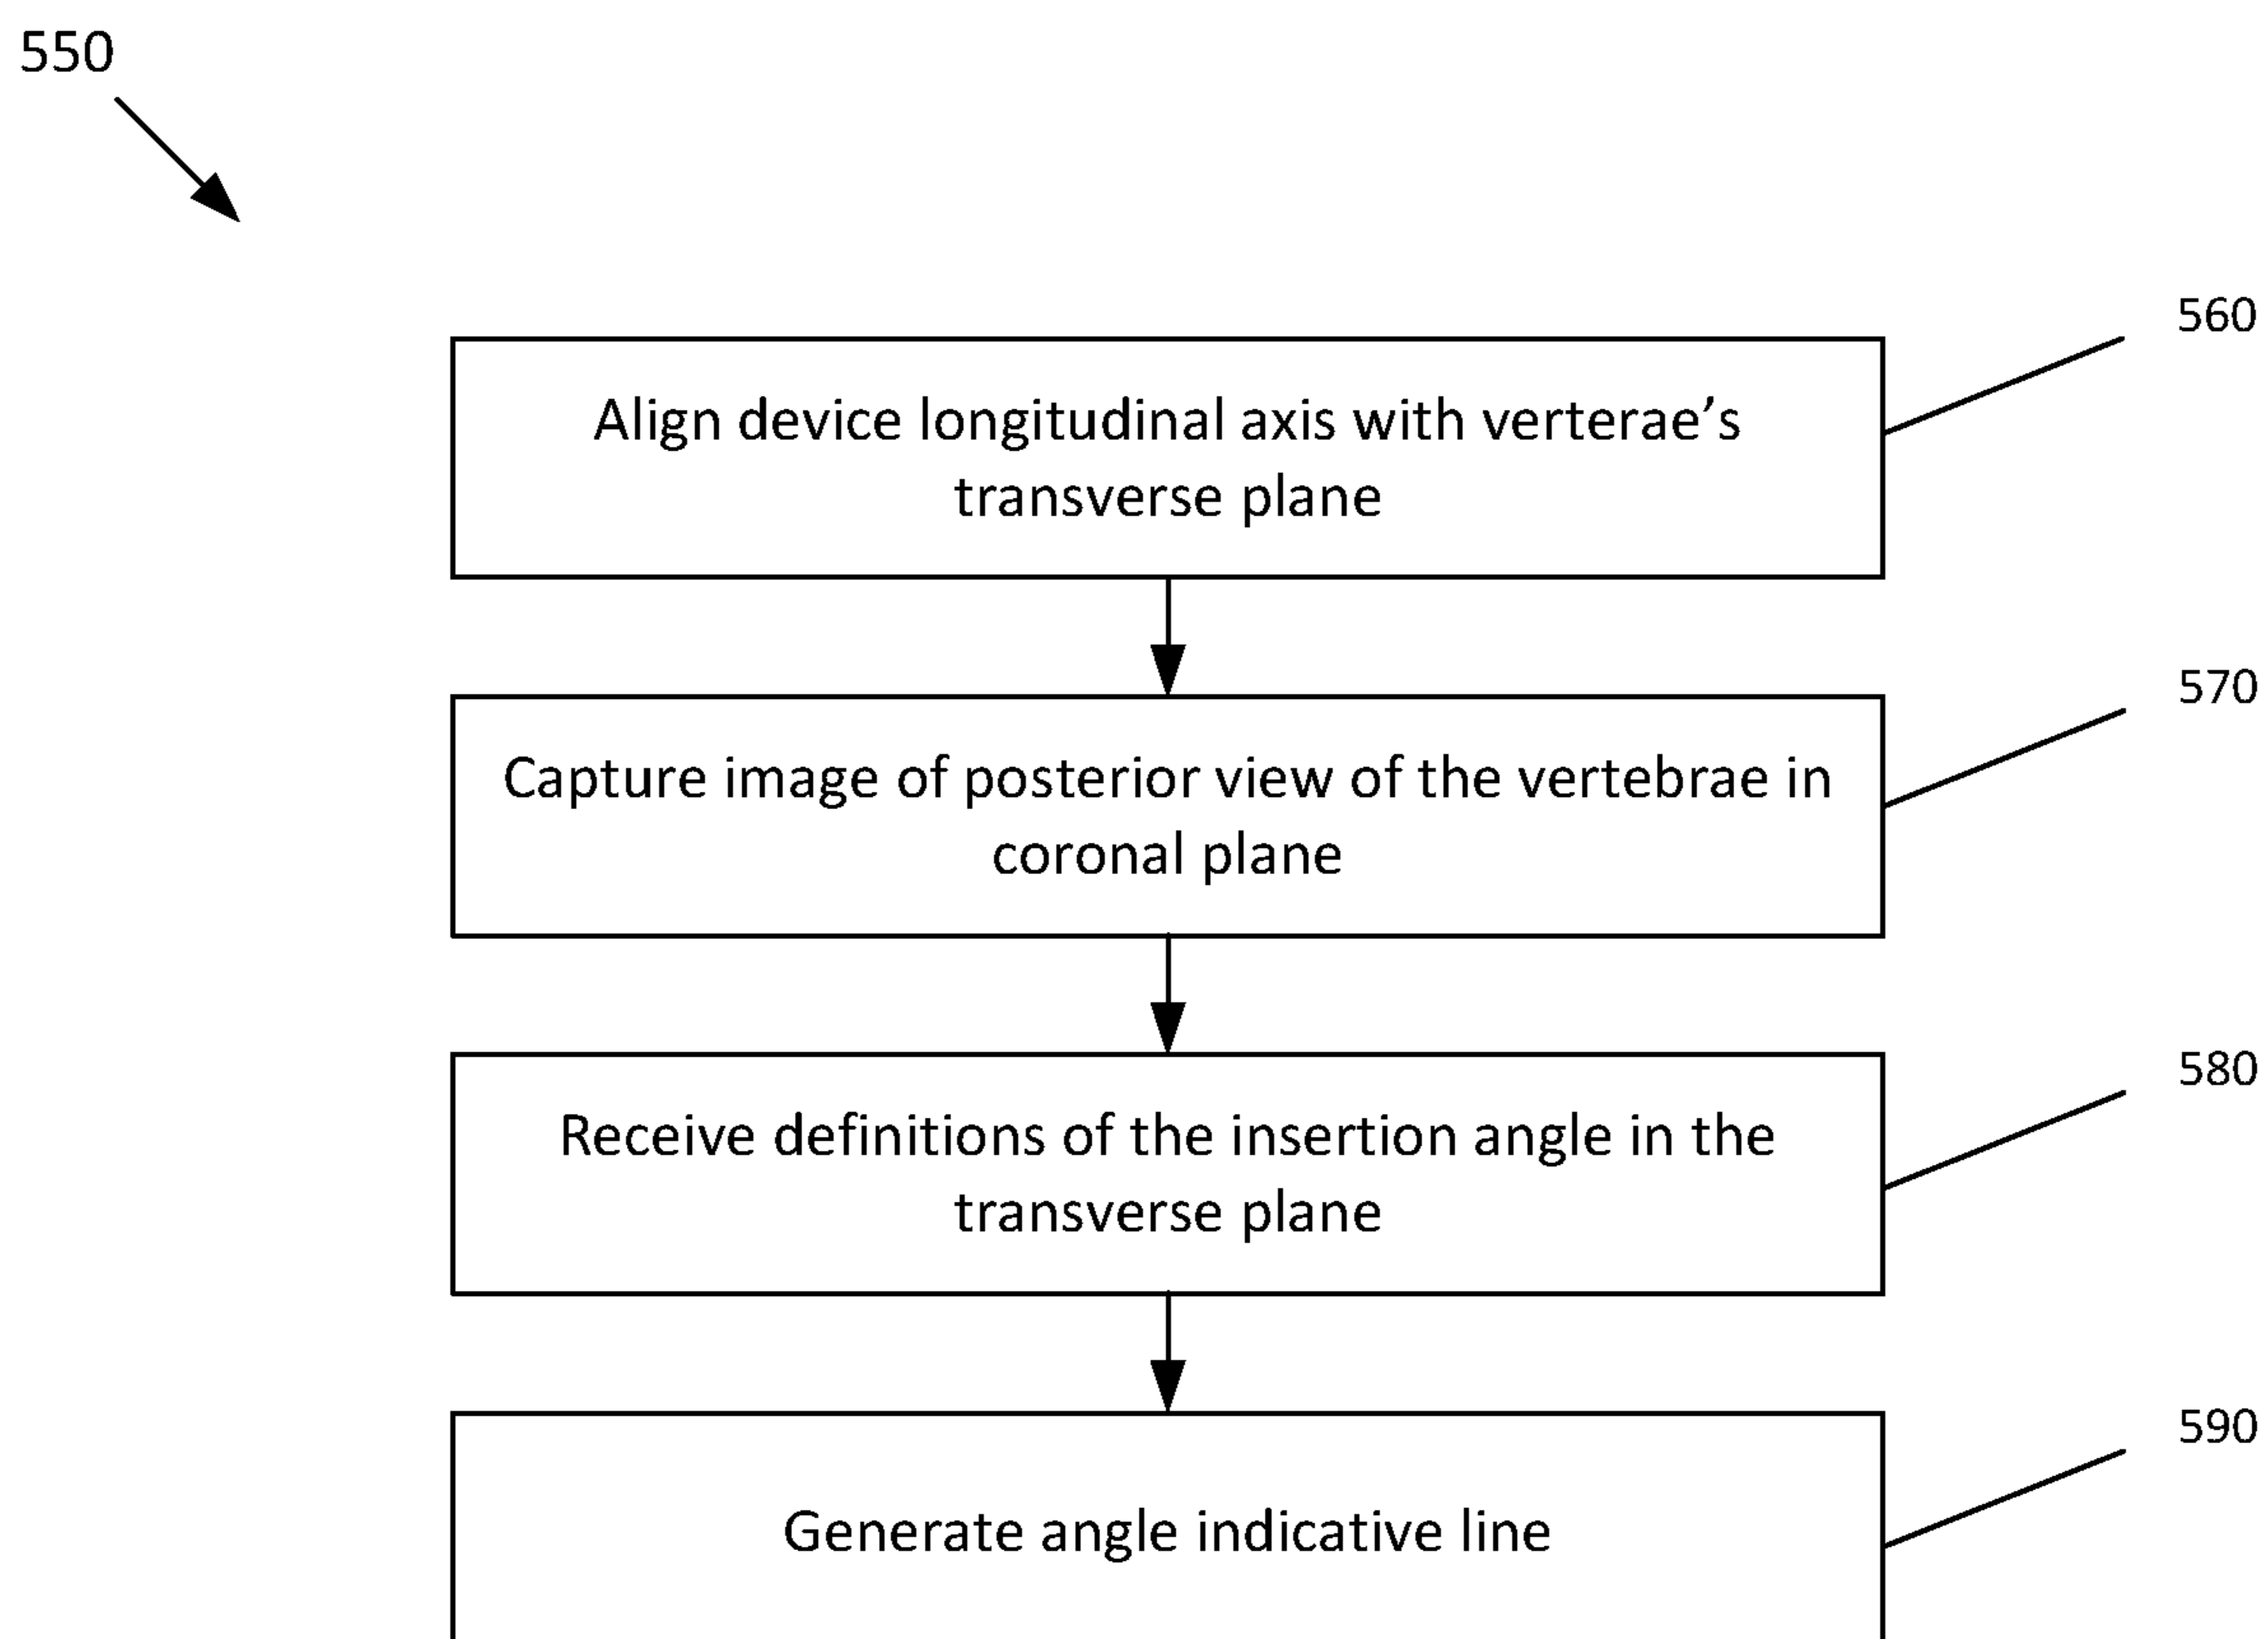 550
560
Align device longitudinal axis with verterae’s
transverse plane
570
Capture image of posterior view of the vertebrae in
coronal plane
580
Receive definitions of the insertion angle in the
transverse plane
590
Generate angle indicative line